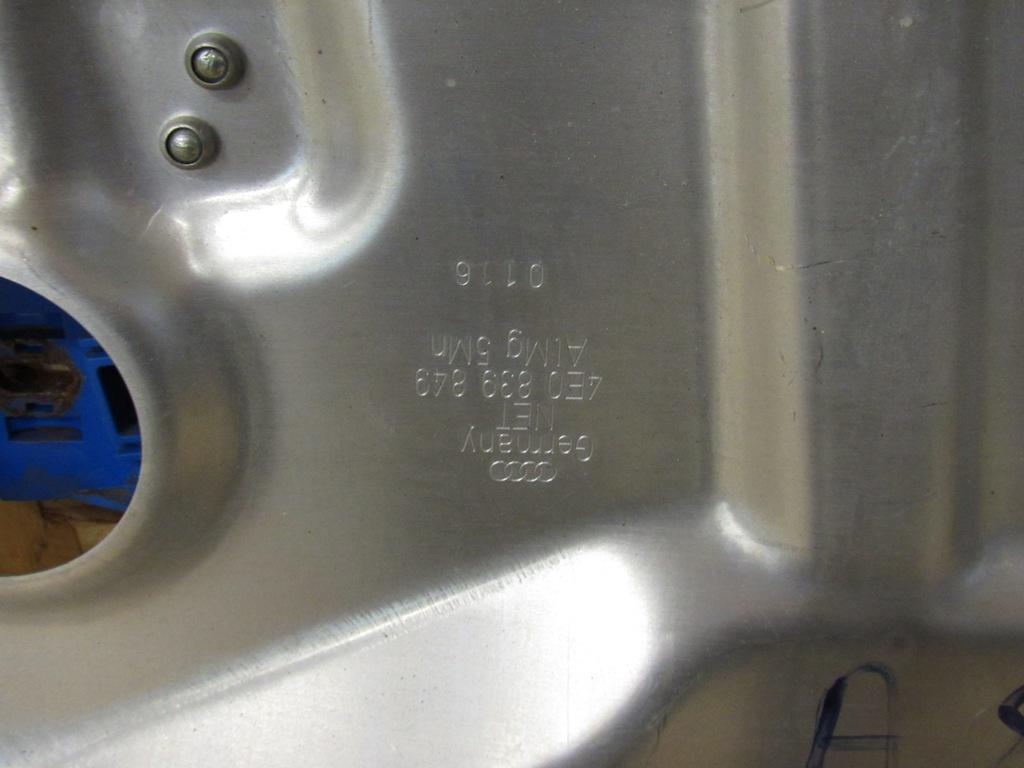 Germany
NET
4E0 839 849
AlMg 5Mn
0116
A